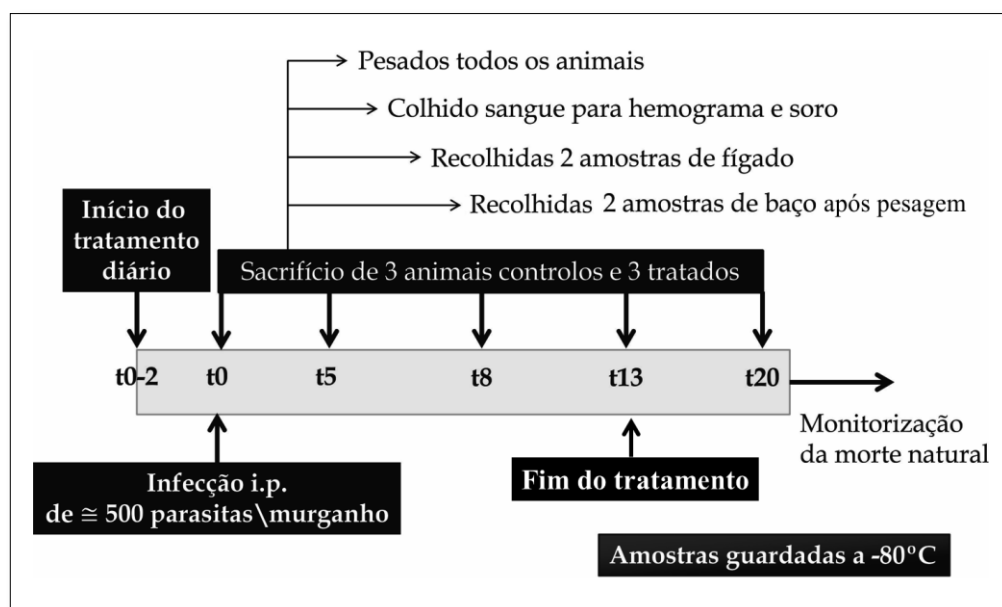 Pesados todos os animais
Colhido sangue para hemograma e soro
Recolhidas 2 amostras de fígado
Recolhidas 2 amostras de baço após pesagem
Início do
tratamento
diário
Sacrifício de 3 animais controlos e 3 tratados
t0-2 t0 t5 t8 t13 t20
Monitorização
da morte natural
Infecção i.p.
de ≅ 500 parasitas\murganho
Fim do tratamento
Amostras guardadas a -80ºC